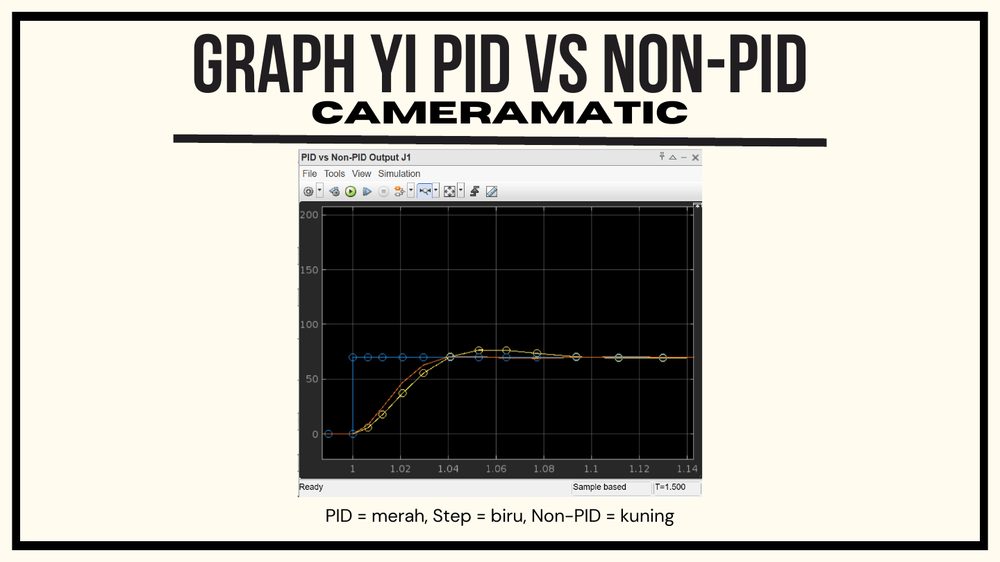 GRAPH YI PID VS NON-PID
CAMERAMATIC
PID vs Non-PID Output J1
File Tools View Simulation
200
150
100
50
0
1 1.02 1.04 1.06 1.08 1.1 1.12 1.14
Ready Sample based T=1.500
PID = merah, Step = biru, Non-PID = kuning